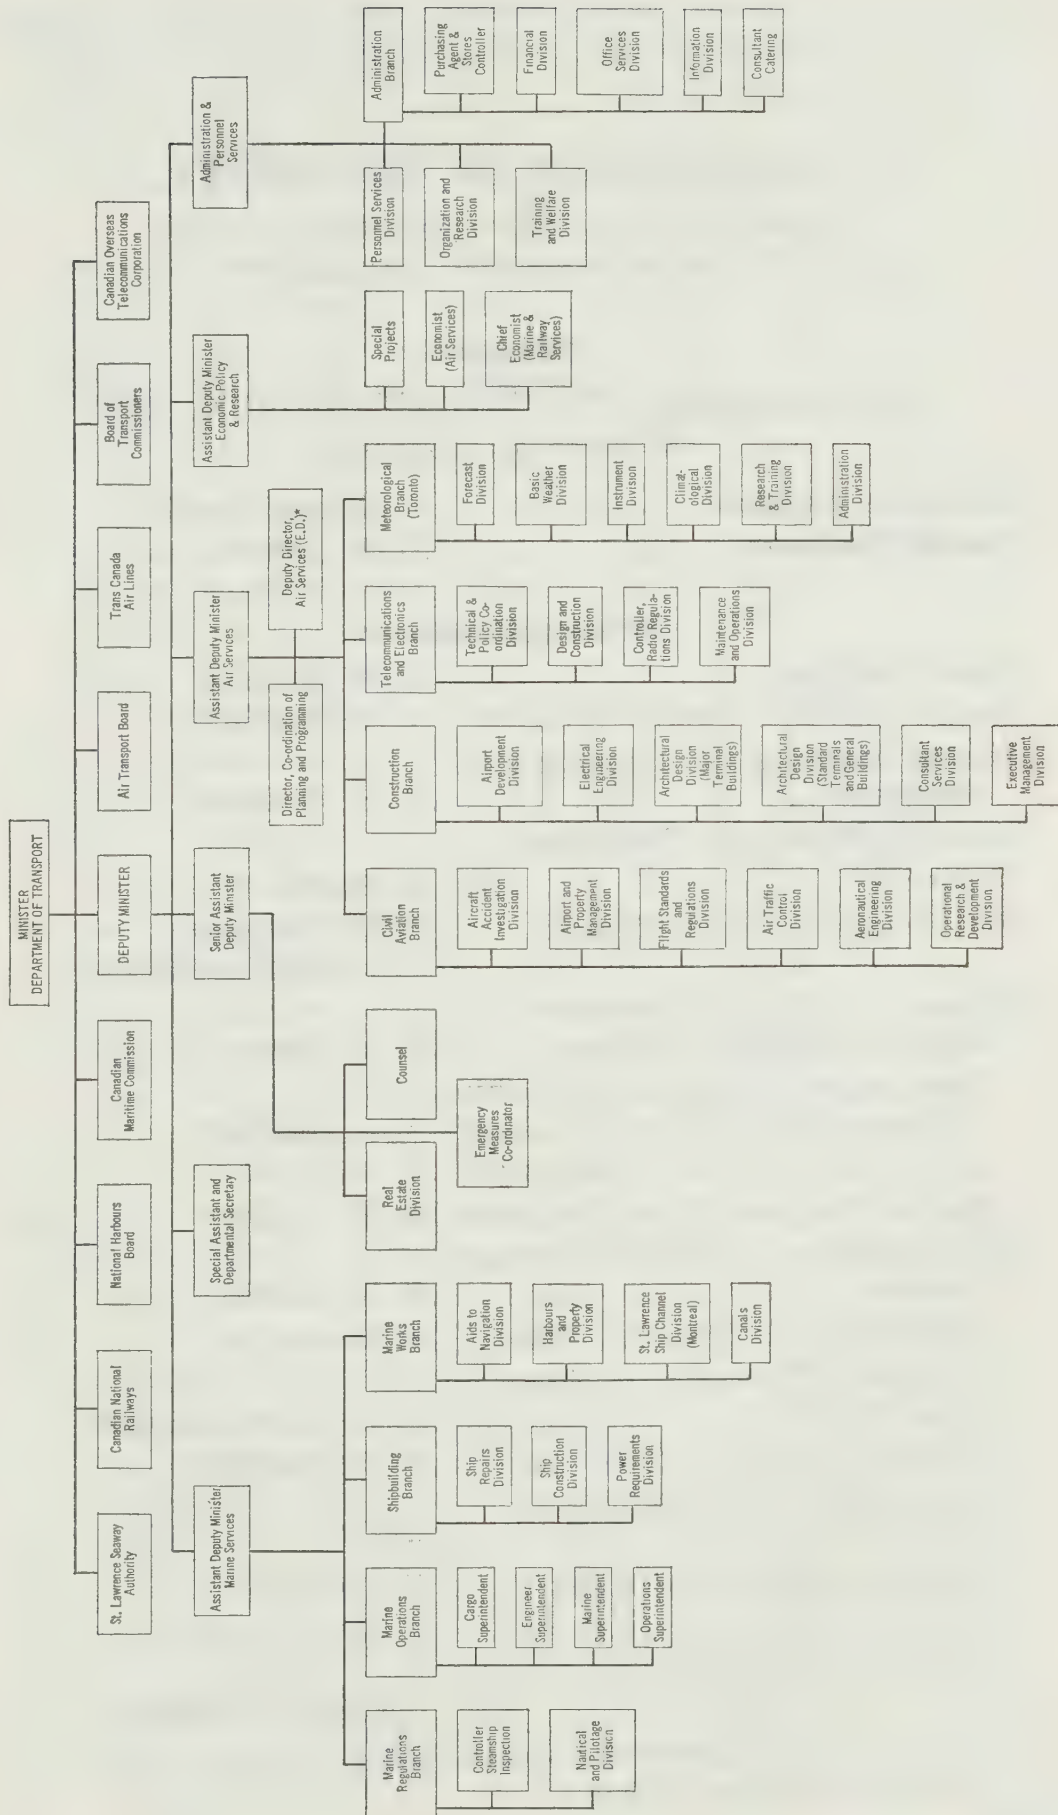 MINISTER
DEPARTMENT OF TRANSPORT
St. Lawrence Seaway
Authority
Canadian National
Railways
National Harbours
Board
Canadian
Maritime Commission
DEPUTY MINISTER
Air Transport Board
Trans Canada
Air Lines
Board of
Transport
Commissioners
Canadian Overseas
Telecommunications
Corporation
Assistant Deputy Minister
Marine Services
Special Assistant and
Departmental Secretary
Senior Assistant
Deputy Minister
Assistant Deputy Minister
Air Services
Assistant Deputy Minister
Economic Policy
& Research
Administration &
Personnel
Services
Director, Co-ordination of
Planning and Programming
Deputy Director,
Air Services (E.D.)*
Marine
Regulations
Branch
Controller
Steamship
Inspection
Nautical
and Pilotage
Division
Marine
Operations
Branch
Cargo
Superintendent
Engineer
Superintendent
Marine
Superintendent
Operations
Superintendent
Shipbuilding
Branch
Ship
Repairs
Division
Ship
Construction
Division
Power
Requirements
Division
Marine
Works
Branch
Aids to
Navigation
Division
Harbours
and
Property
Division
St. Lawrence
Ship Channel
Division
(Montreal)
Canals
Division
Real
Estate
Division
Counsel
Emergency
Measures
Co-ordinator
Civil
Aviation
Branch
Aircraft
Accident
Investigation
Division
Airport and
Property
Management
Division
Flight Standards
and
Regulations
Division
Air Traffic
Control
Division
Aeronautical
Engineering
Division
Operational
Research &
Development
Division
Construction
Branch
Airport
Development
Division
Electrical
Engineering
Division
Architectural
Design
Division
(Major
Terminal
Buildings)
Architectural
Design
Division
(Standard
Terminals
and General
Buildings)
Consultant
Services
Division
Executive
Management
Division
Telecommunications
and Electronics
Branch
Technical &
Policy Co-
ordination
Division
Design and
Construction
Division
Controller,
Radio Regula-
tions Division
Maintenance
and Operations
Division
Meteorological
Branch
(Toronto)
Forecast
Division
Basic
Weather
Division
Instrument
Division
Climat-
ological
Division
Research
& Training
Division
Administration
Division
Special
Projects
Economist
(Air Services)
Chief
Economist
(Marine &
Railway
Services)
Personnel Services
Division
Organization and
Research
Division
Training
and Welfare
Division
Administration
Branch
Purchasing
Agent &
Stores
Controller
Financial
Division
Office
Services
Division
Information
Division
Consultant
Catering